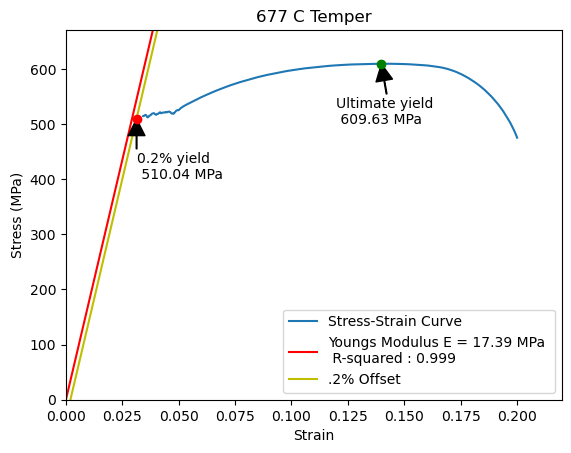 677 C Temper
Stress (MPa)
600
500
400
300
200
100
0
Ultimate yield
609.63 MPa
0.2% yield
510.04 MPa
Stress-Strain Curve
Youngs Modulus E = 17.39 MPa
R-squared : 0.999
.2% Offset
0.000 0.025 0.050 0.075 0.100 0.125 0.150 0.175 0.200
Strain